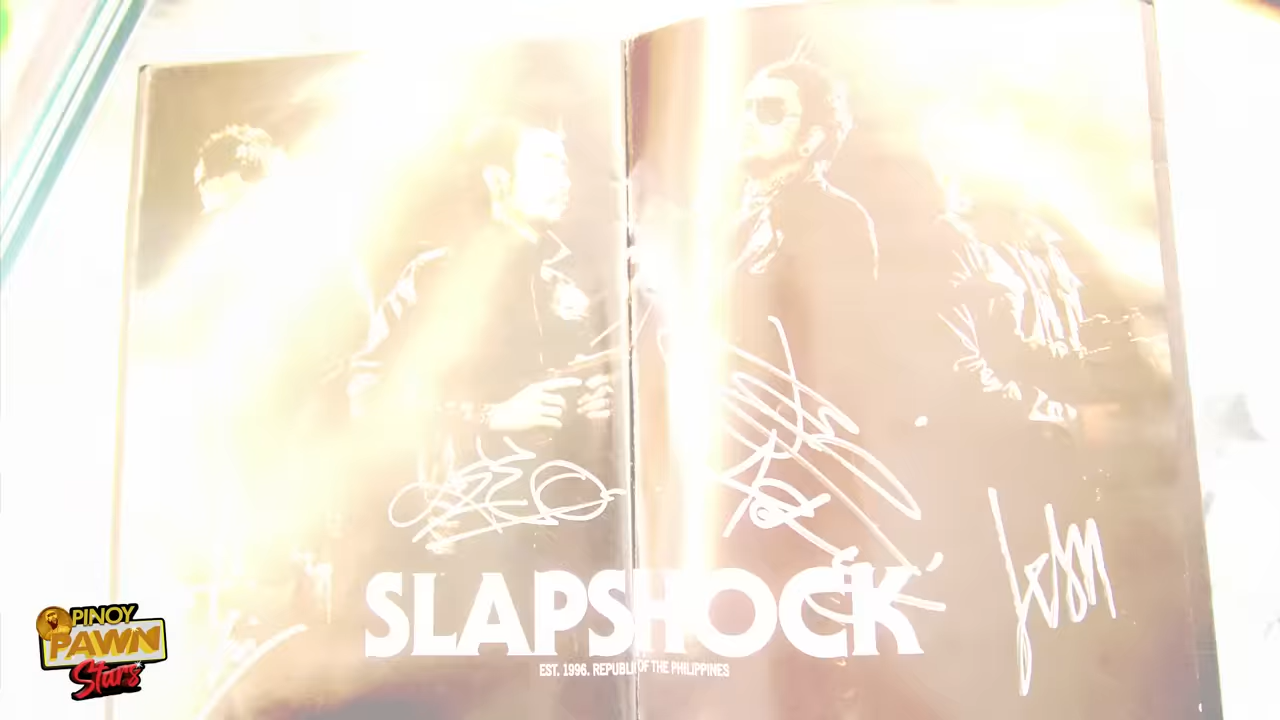 SLAPSHOCK
EST. 1996. REPUBLIC OF THE PHILIPPINES
PINOY
PAWN
Stars